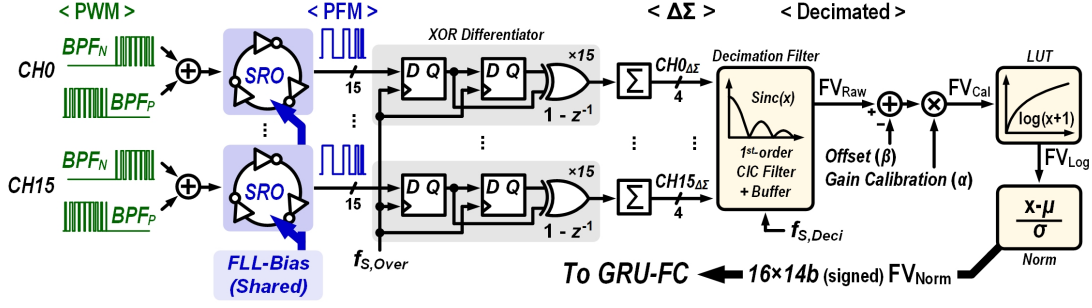 < PWM >
< PFM >
< ΔΣ >
< Decimated >
XOR Differentiator
Decimation Filter
LUT
BPF_N
CH0
BPF_P
SRO
15
D Q
D Q
×15
1 - z⁻¹
Σ
CH0_ΔΣ
4
Sinc(x)
1st-order
CIC Filter
+ Buffer
FV_Raw
+
−
FV_Cal
log(x+1)
Offset (β)
Gain Calibration (α)
FV_Log
BPF_N
CH15
BPF_P
SRO
15
D Q
D Q
×15
1 - z⁻¹
Σ
CH15_ΔΣ
4
x-μ
σ
Norm
FLL-Bias
(Shared)
f_S,Over
f_S,Deci
To GRU-FC
16×14b (signed) FV_Norm